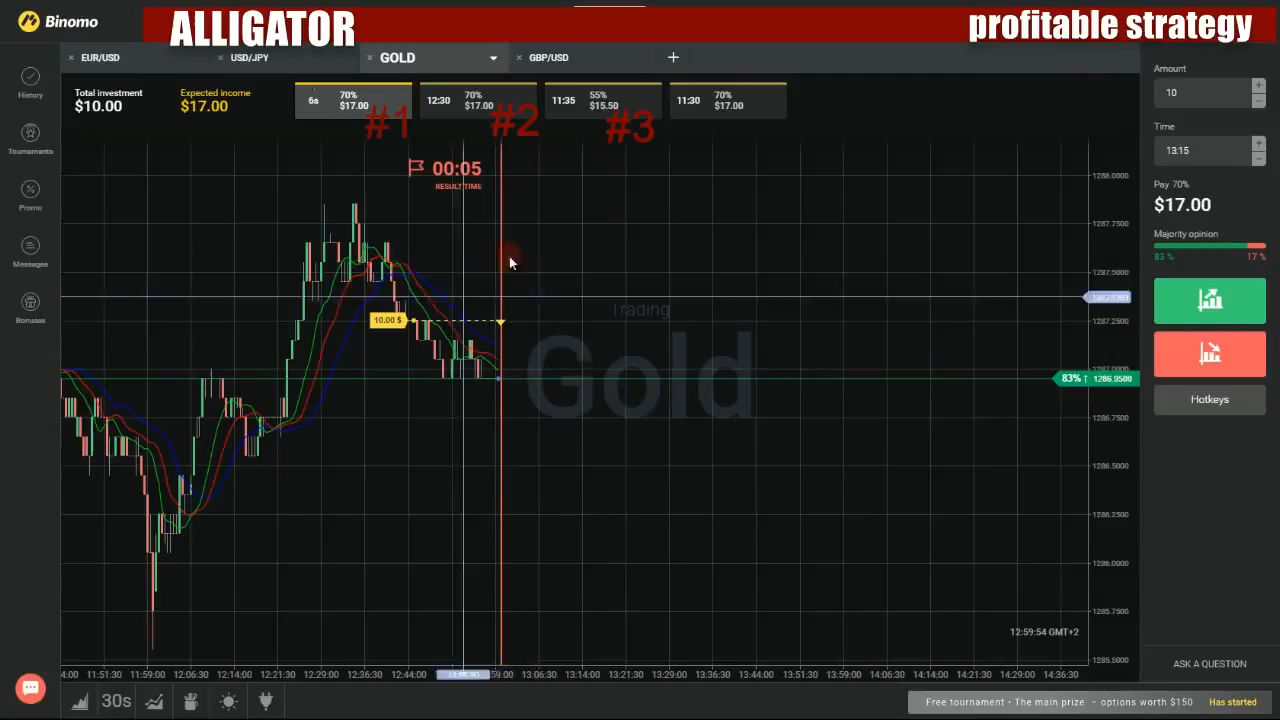 Binomo
ALLIGATOR
profitable strategy
EUR/USD
USD/JPY
GOLD
GBP/USD
+
Total investment
$10.00
Expected income
$17.00
6s 70% $17.00
12:30 70% $17.00
11:35 55% $15.50
11:30 70% $17.00
#1
#2
#3
History
Tournaments
Promo
Messages
Bonuses
00:05
RESULT TIME
10.00 $
Trading
Gold
1288.0000
1287.7500
1287.5000
1287.2500
83% ↑ 1286.9500
1286.7500
1286.5000
1286.2500
1286.0000
1285.7500
1285.5000
12:59:54 GMT+2
11:51:30
11:59:00
12:06:30
12:14:00
12:21:30
12:29:00
12:36:30
12:44:00
13:06:30
13:14:00
13:21:30
13:29:00
13:36:30
13:44:00
13:51:30
13:59:00
14:06:30
14:14:00
14:21:30
14:29:00
14:36:30
30s
Amount
10
Time
13:15
Pay 70%
$17.00
Majority opinion
83 % 17 %
Hotkeys
ASK A QUESTION
Free tournament · The main prize – options worth $150 Has started